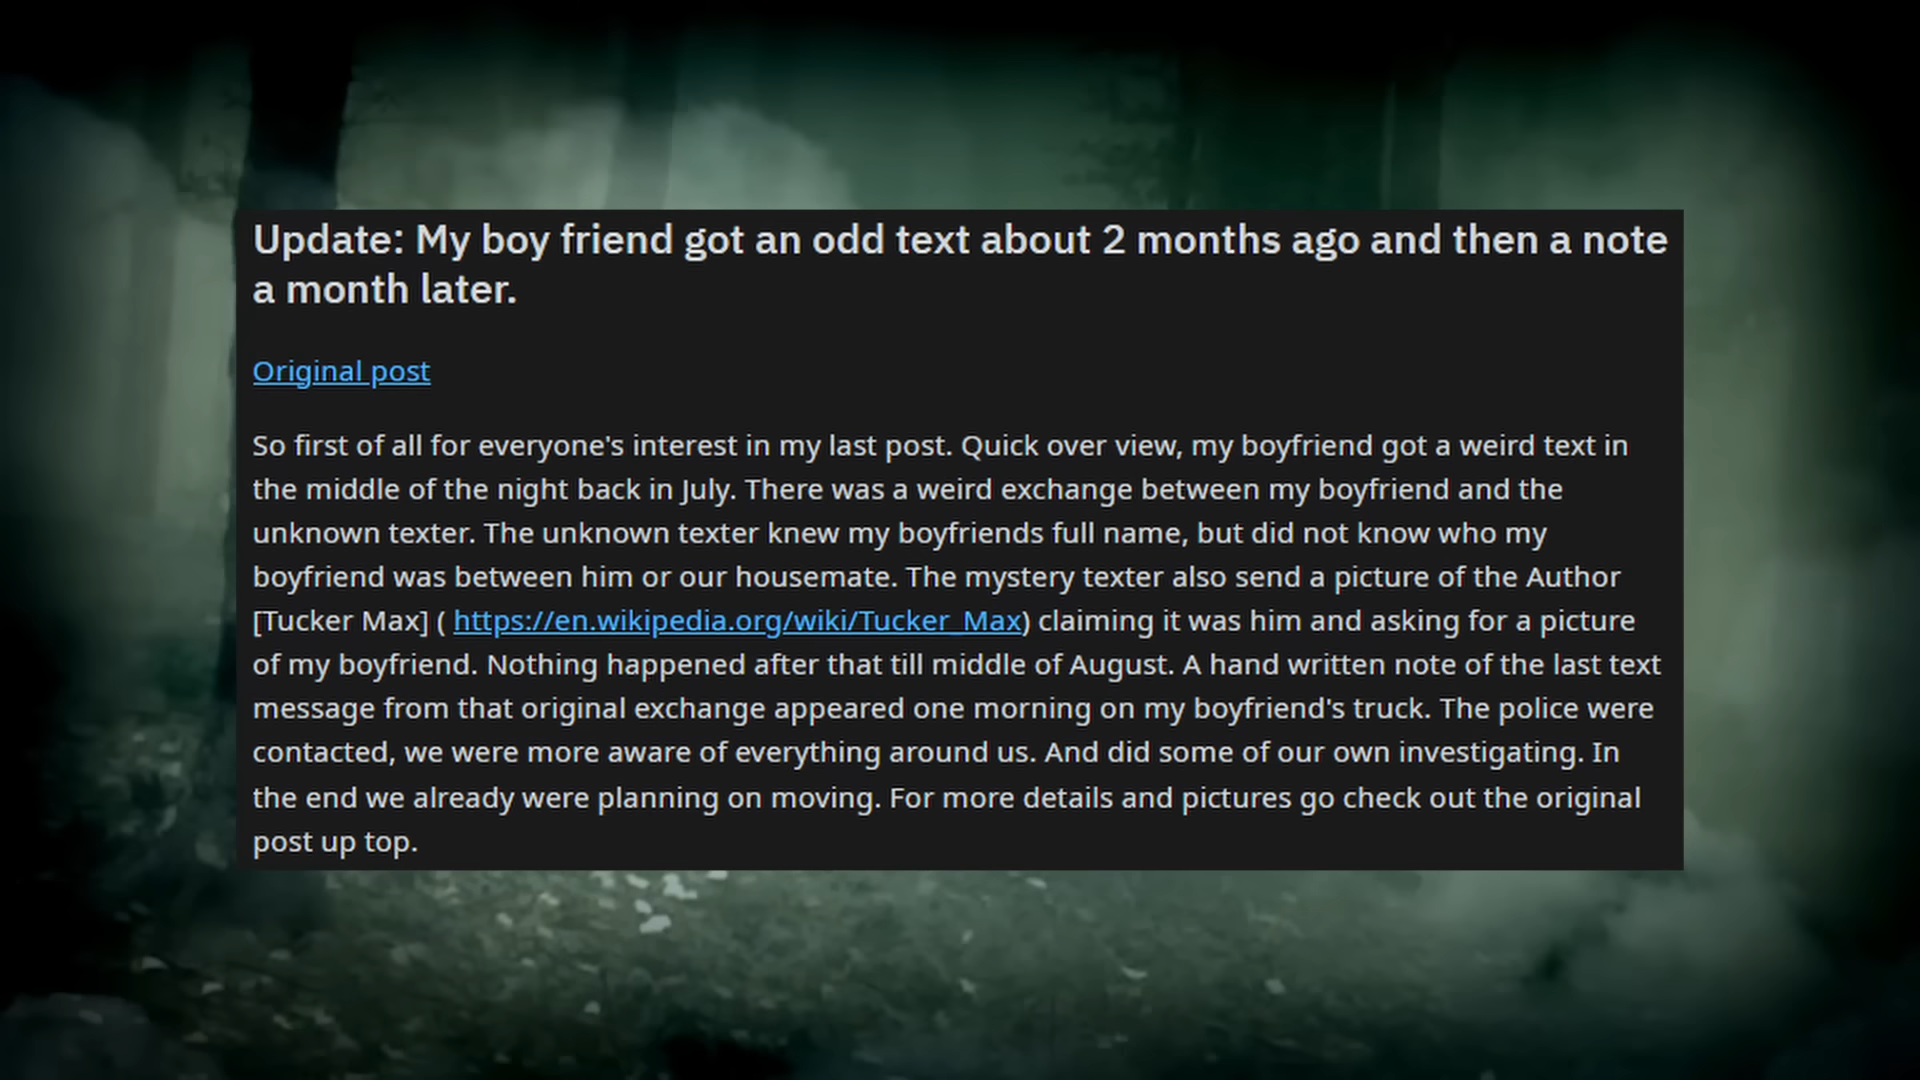 Update: My boy friend got an odd text about 2 months ago and then a note
a month later.
Original post
So first of all for everyone's interest in my last post. Quick over view, my boyfriend got a weird text in
the middle of the night back in July. There was a weird exchange between my boyfriend and the
unknown texter. The unknown texter knew my boyfriends full name, but did not know who my
boyfriend was between him or our housemate. The mystery texter also send a picture of the Author
[Tucker Max] ( https://en.wikipedia.org/wiki/Tucker_Max) claiming it was him and asking for a picture
of my boyfriend. Nothing happened after that till middle of August. A hand written note of the last text
message from that original exchange appeared one morning on my boyfriend's truck. The police were
contacted, we were more aware of everything around us. And did some of our own investigating. In
the end we already were planning on moving. For more details and pictures go check out the original
post up top.